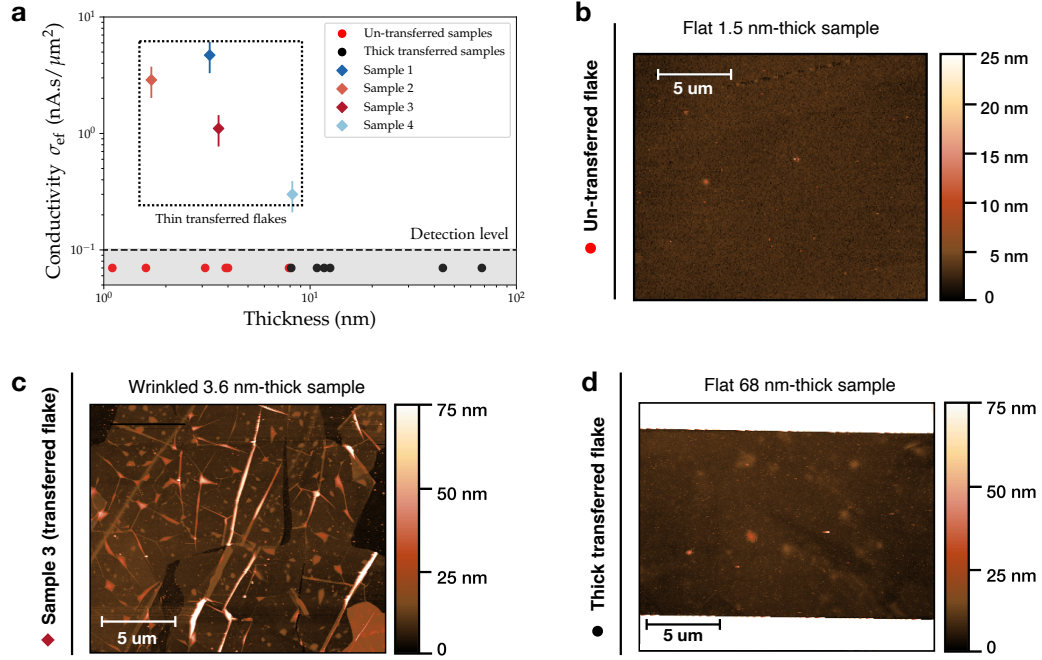 a
Conductivity σef (nA.s/μm²)
10¹
10⁰
10⁻¹
Un-transferred samples
Thick transferred samples
Sample 1
Sample 2
Sample 3
Sample 4
Thin transferred flakes
Detection level
10⁰
10¹
10²
Thickness (nm)
b
Un-transferred flake
Flat 1.5 nm-thick sample
5 um
25 nm
20 nm
15 nm
10 nm
5 nm
0
c
Sample 3 (transferred flake)
Wrinkled 3.6 nm-thick sample
5 um
75 nm
50 nm
25 nm
0
d
Thick transferred flake
Flat 68 nm-thick sample
5 um
75 nm
50 nm
25 nm
0